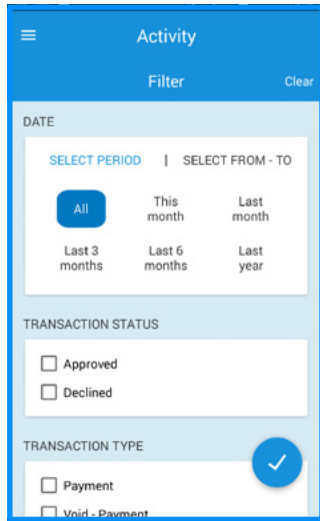 Activity
Filter Clear
DATE
SELECT PERIOD | SELECT FROM - TO
All This month Last month
Last 3 months Last 6 months Last year
TRANSACTION STATUS
Approved
Declined
TRANSACTION TYPE
Payment
Void - Payment